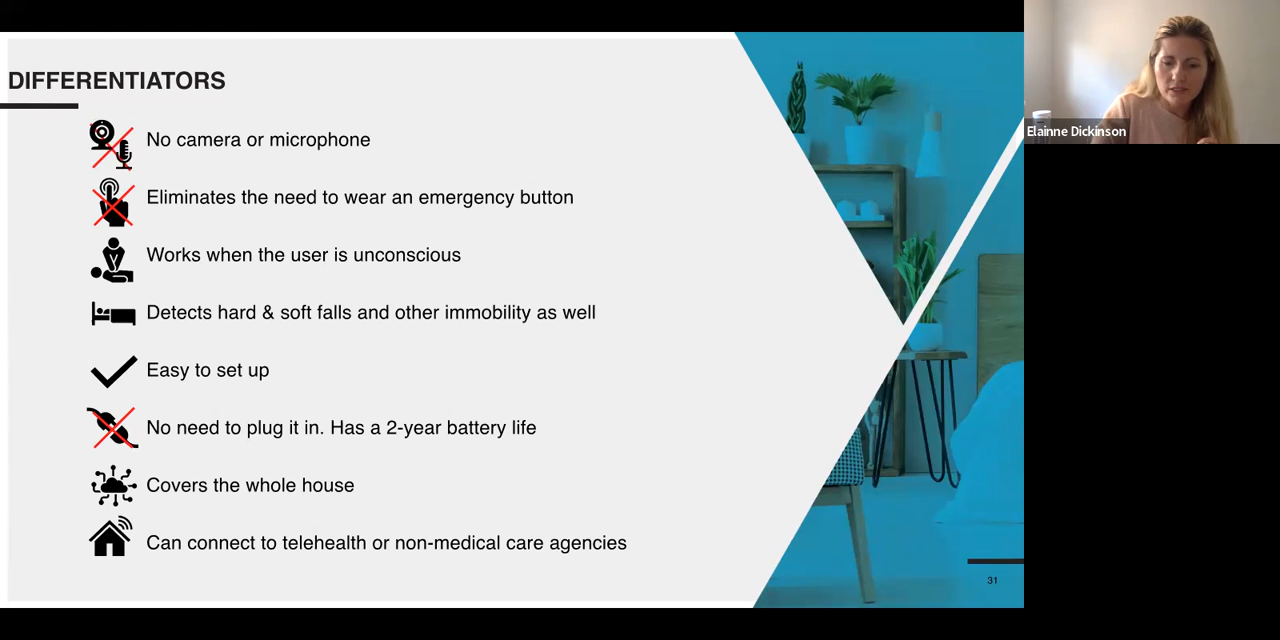 DIFFERENTIATORS
No camera or microphone
Eliminates the need to wear an emergency button
Works when the user is unconscious
Detects hard & soft falls and other immobility as well
Easy to set up
No need to plug it in. Has a 2-year battery life
Covers the whole house
Can connect to telehealth or non-medical care agencies
31
Elainne Dickinson